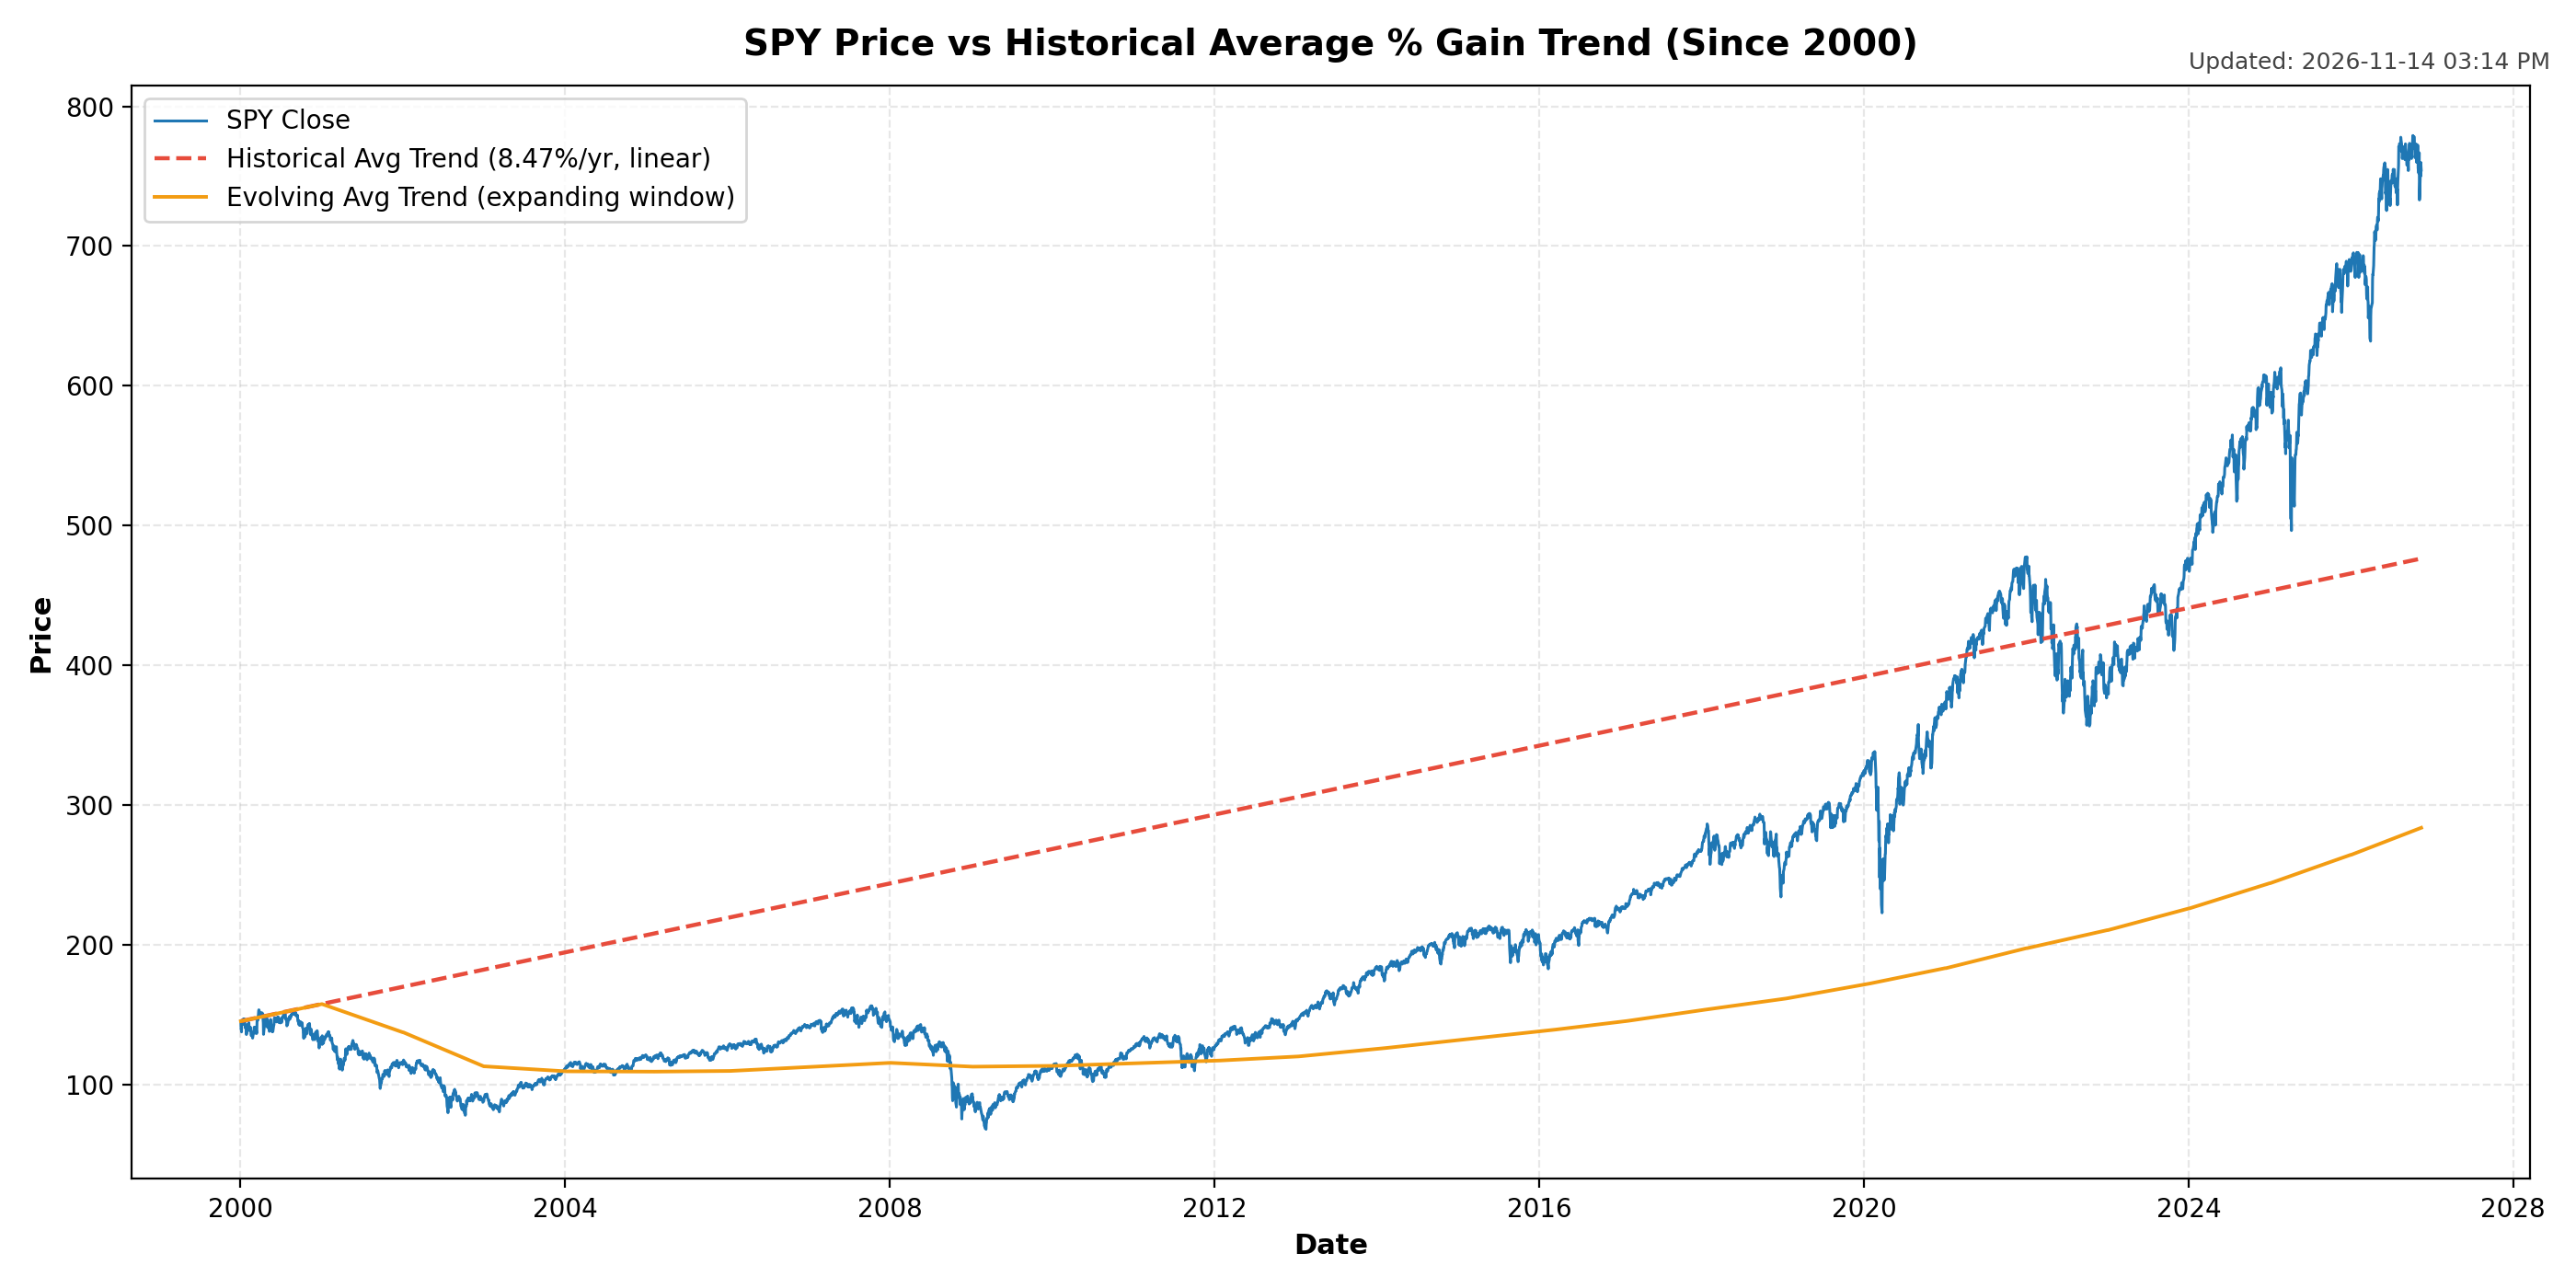 SPY Price vs Historical Average % Gain Trend (Since 2000)
Updated: 2026-11-14 03:14 PM
SPY Close
Historical Avg Trend (8.47%/yr, linear)
Evolving Avg Trend (expanding window)
800
700
600
500
400
300
200
100
Price
2000 2004 2008 2012 2016 2020 2024 2028
Date